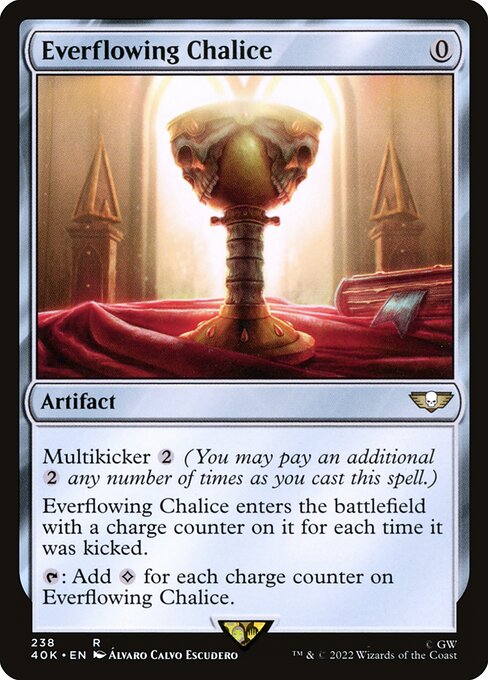 Everflowing Chalice 0
Artifact
Multikicker 2 (You may pay an additional
2 any number of times as you cast this spell.)
Everflowing Chalice enters the battlefield
with a charge counter on it for each time it
was kicked.
: Add for each charge counter on
Everflowing Chalice.
238 R © GW
40K • EN Álvaro Calvo Escudero ™ & © 2022 Wizards of the Coast